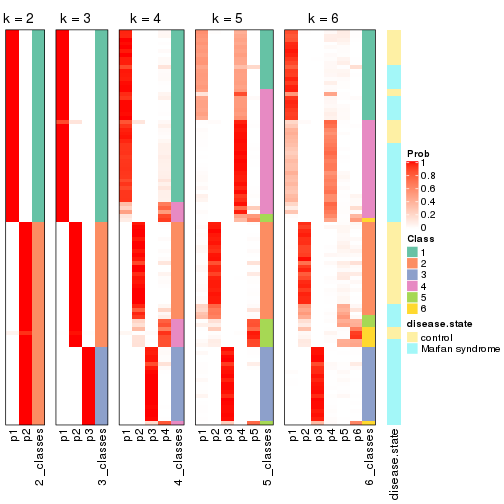 k = 2 k = 3 k = 4 k = 5 k = 6
Prob
1
0.8
0.6
0.4
0.2
0
Class
1
2
3
4
5
6
disease.state
control
Marfan syndrome
p1
p2
2_classes
p1
p2
p3
3_classes
p1
p2
p3
p4
4_classes
p1
p2
p3
p4
p5
5_classes
p1
p2
p3
p4
p5
p6
6_classes
disease.state